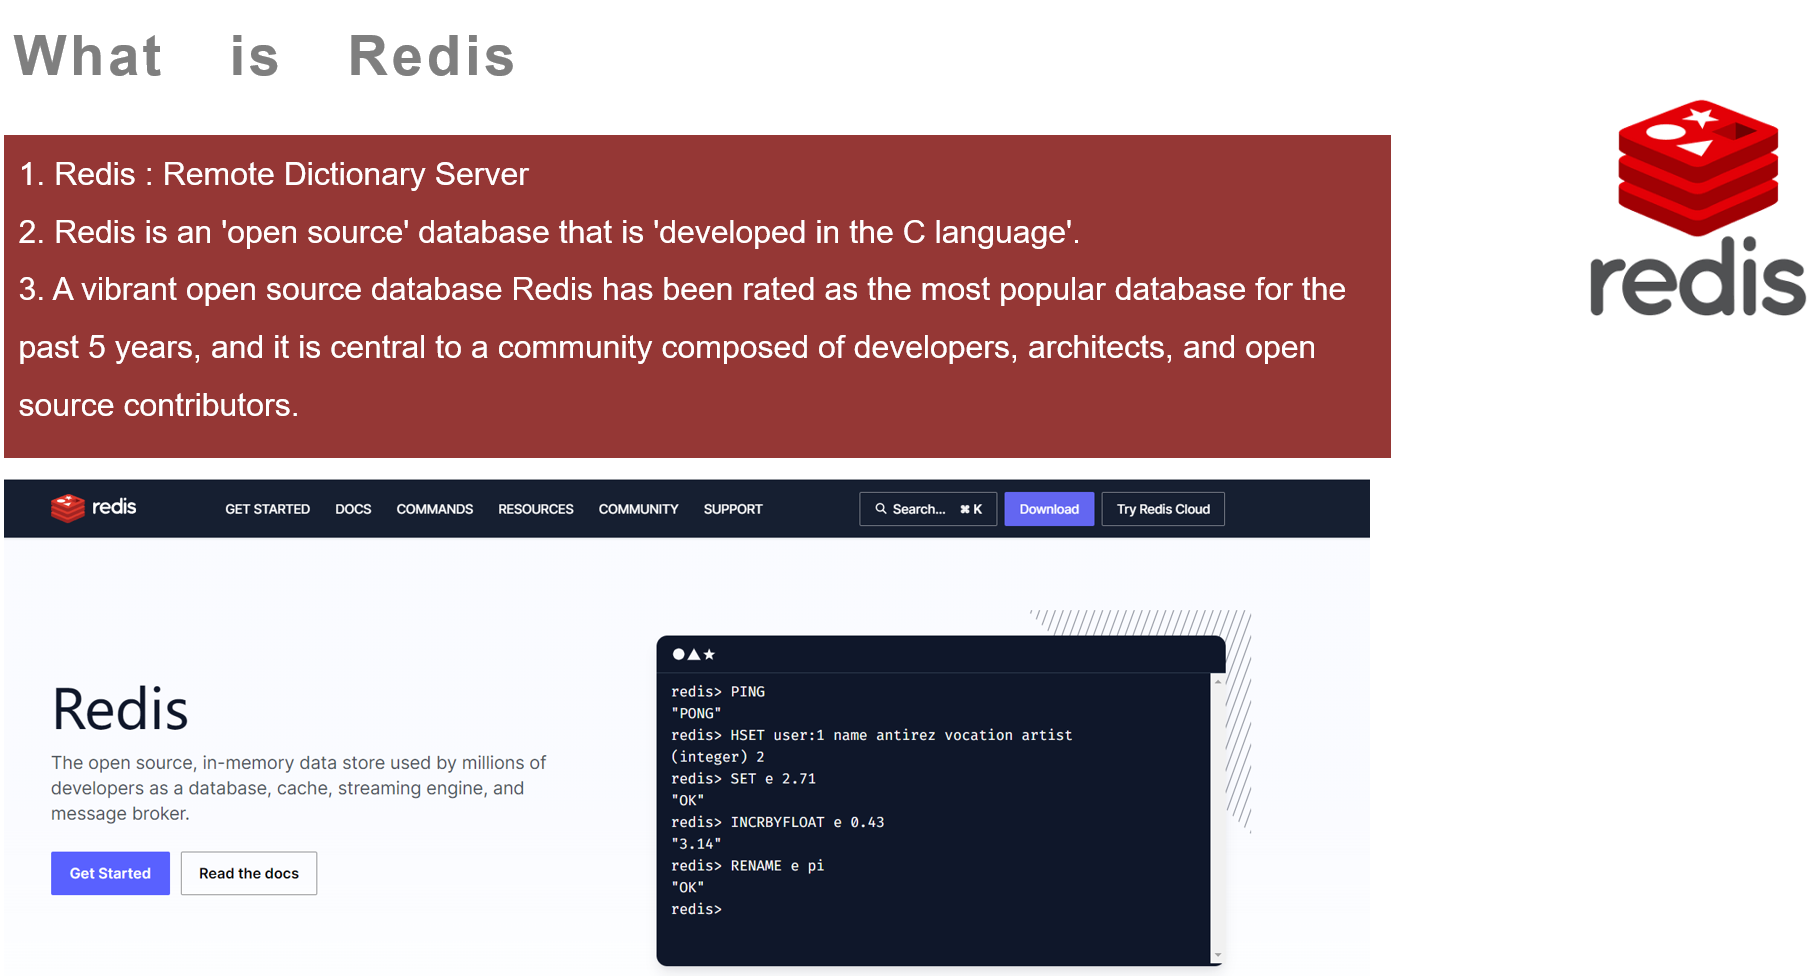 What is Redis
1. Redis : Remote Dictionary Server
2. Redis is an 'open source' database that is 'developed in the C language'.
3. A vibrant open source database Redis has been rated as the most popular database for the
past 5 years, and it is central to a community composed of developers, architects, and open
source contributors.
redis
redis GET STARTED DOCS COMMANDS RESOURCES COMMUNITY SUPPORT Search... ⌘ K Download Try Redis Cloud
Redis
The open source, in-memory data store used by millions of
developers as a database, cache, streaming engine, and
message broker.
Get Started Read the docs
redis> PING
"PONG"
redis> HSET user:1 name antirez vocation artist
(integer) 2
redis> SET e 2.71
"OK"
redis> INCRBYFLOAT e 0.43
"3.14"
redis> RENAME e pi
"OK"
redis>